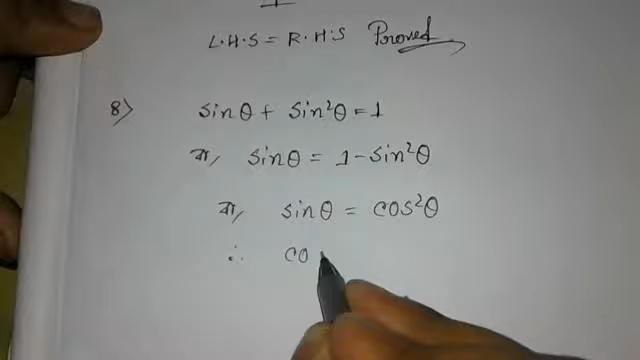 L.H.S = R.H.S Proved
8) sinθ + sin²θ = 1
বা, sinθ = 1 - sin²θ
বা, sinθ = cos²θ
∴ co